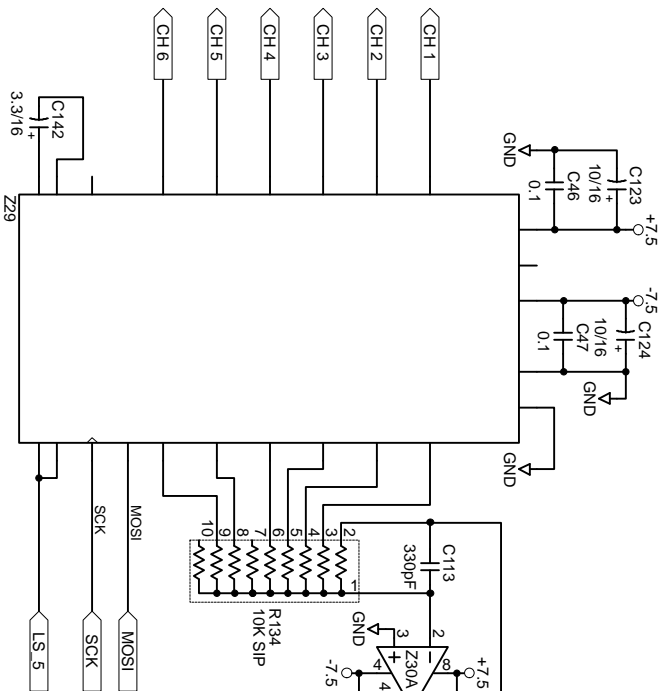 CH 6
CH 5
CH 4
CH 3
CH 2
CH 1
C142
3.3/16
+
GND
C123
10/16
+
C46
0.1
+7.5
-7.5
C124
10/16
+
C47
0.1
GND
GND
Z29
MOSI
SCK
LS_5
SCK
MOSI
10
9
8
7
6
5
4
3
2
1
R134
10K SIP
C113
330pF
GND
3
2
+
-
Z30A
8
4
4
+7.5
-7.5